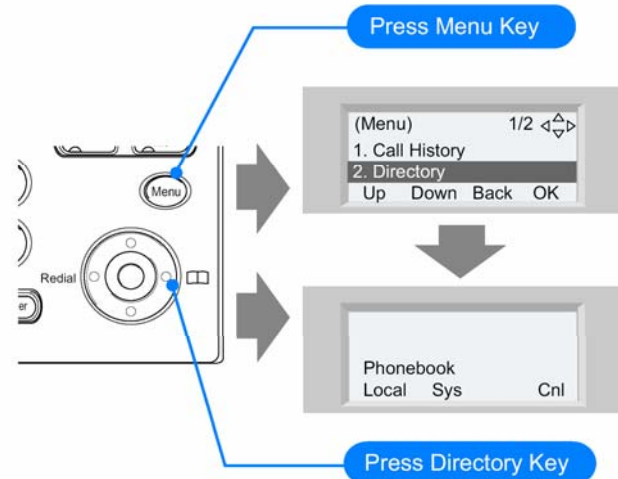 Press Menu Key
(Menu) 1/2
1. Call History
2. Directory
Up Down Back OK
Menu
Redial
er
Phonebook
Local Sys Cnl
Press Directory Key